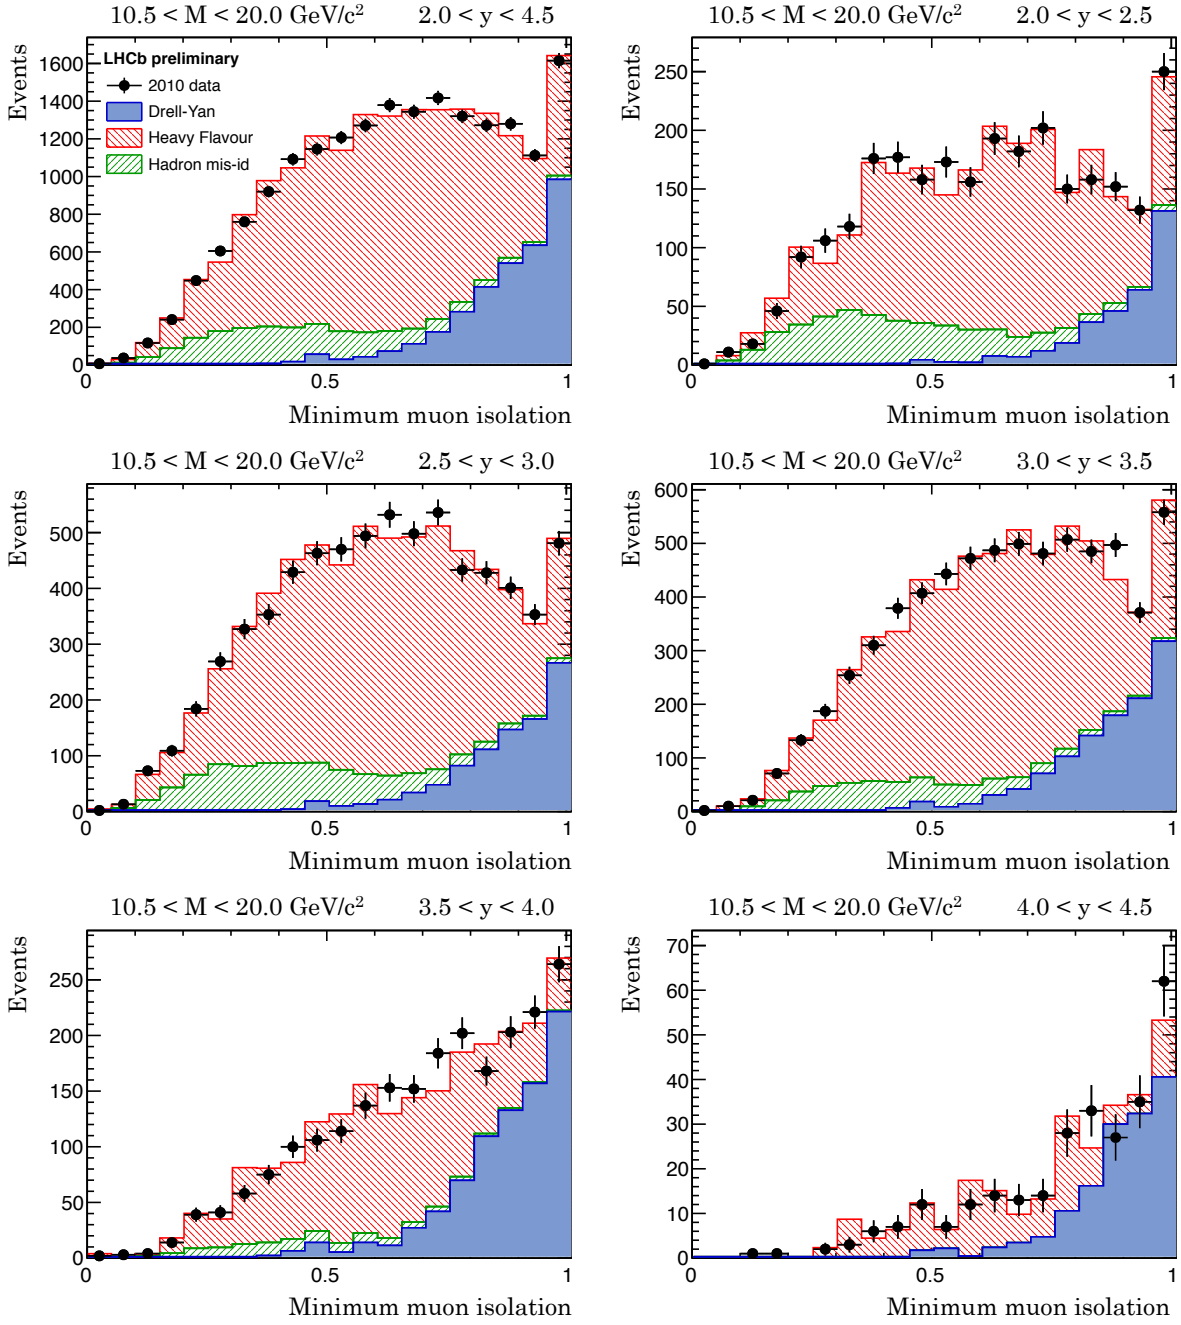 10.5 < M < 20.0 GeV/c² 2.0 < y < 4.5
Events
1600
1400
1200
1000
800
600
400
200
0
LHCb preliminary
2010 data
Drell-Yan
Heavy Flavour
Hadron mis-id
0 0.5 1
Minimum muon isolation
10.5 < M < 20.0 GeV/c² 2.0 < y < 2.5
Events
250
200
150
100
50
0
0 0.5 1
Minimum muon isolation
10.5 < M < 20.0 GeV/c² 2.5 < y < 3.0
Events
500
400
300
200
100
0
0 0.5 1
Minimum muon isolation
10.5 < M < 20.0 GeV/c² 3.0 < y < 3.5
Events
600
500
400
300
200
100
0
0 0.5 1
Minimum muon isolation
10.5 < M < 20.0 GeV/c² 3.5 < y < 4.0
Events
250
200
150
100
50
0
0 0.5 1
Minimum muon isolation
10.5 < M < 20.0 GeV/c² 4.0 < y < 4.5
Events
70
60
50
40
30
20
10
0
0 0.5 1
Minimum muon isolation